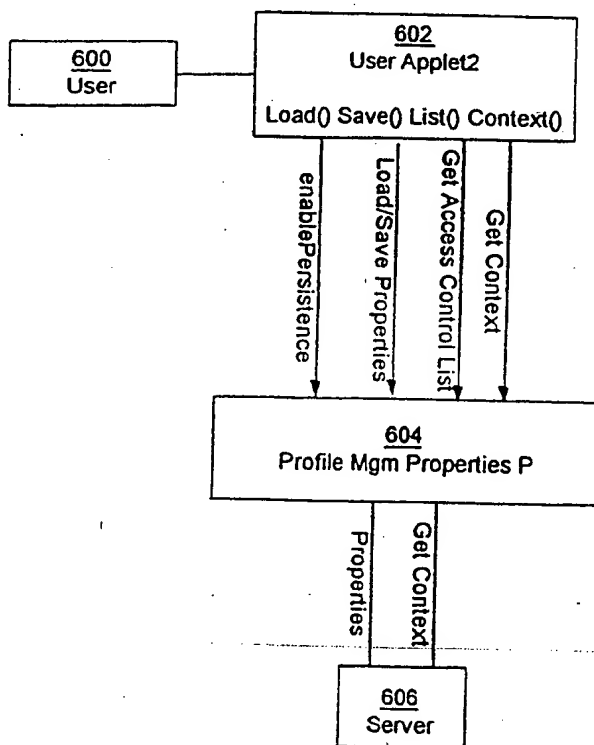 600
User
602
User Applet2
Load() Save() List() Context()
enablePersistence
Load/Save Properties
Get Access Control List
Get Context
604
Profile Mgm Properties P
Properties
Get Context
606
Server